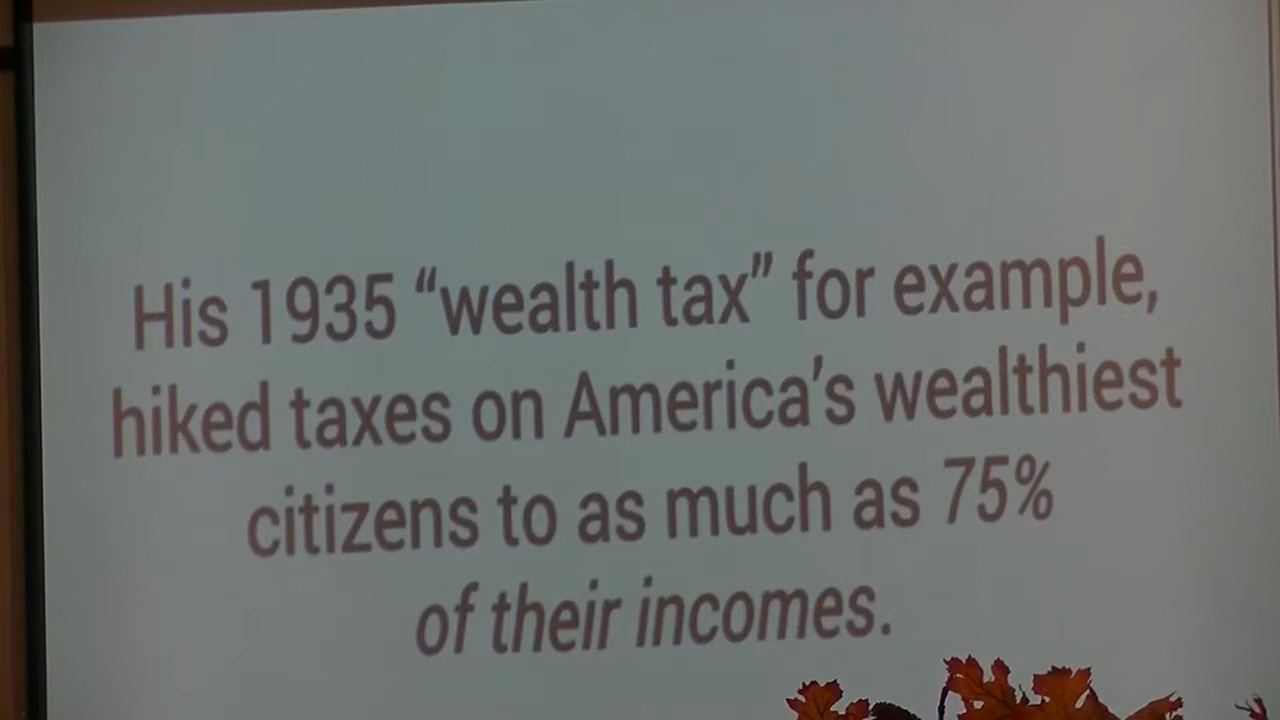 His 1935 “wealth tax” for example,
hiked taxes on America’s wealthiest
citizens to as much as 75%
of their incomes.